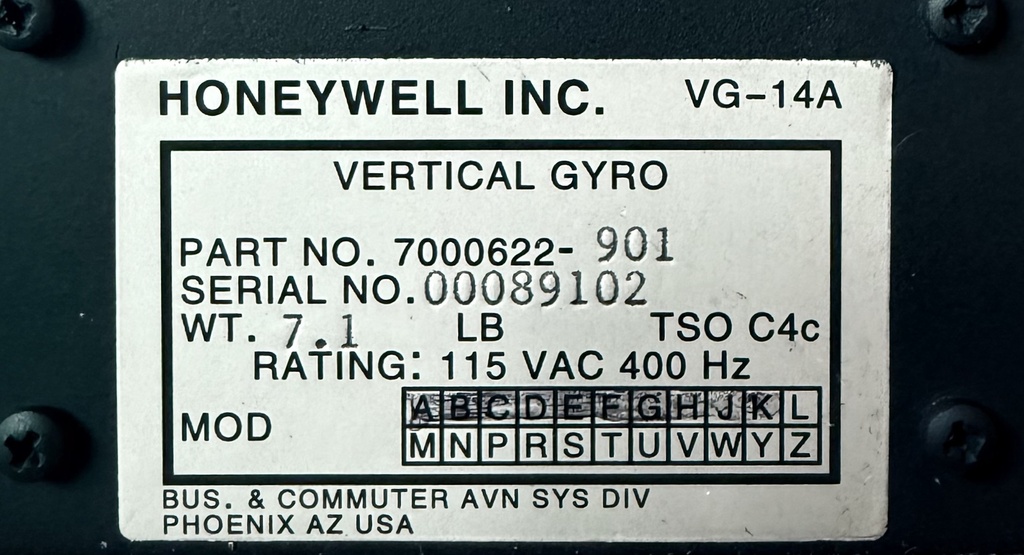 HONEYWELL INC. VG-14A
VERTICAL GYRO
PART NO. 7000622- 901
SERIAL NO. 00089102
WT. 7.1 LB TSO C4c
RATING: 115 VAC 400 Hz
MOD
A B C D E F G H J K L
M N P R S T U V W Y Z
BUS. & COMMUTER AVN SYS DIV
PHOENIX AZ USA